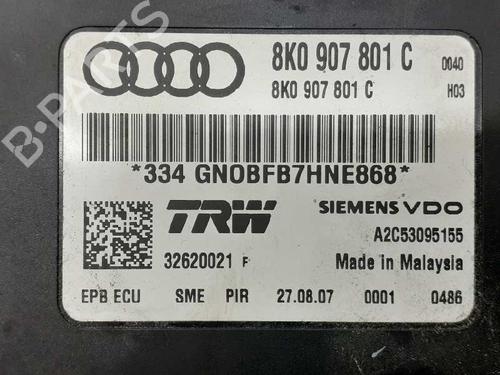 8K0 907 801 C 0040
8K0 907 801 C H03
*334 GN0BFB7HNE868*
TRW SIEMENS VDO
32620021 F A2C53095155
Made in Malaysia
EPB ECU SME PIR 27.08.07 0001 0486
B-PARTS